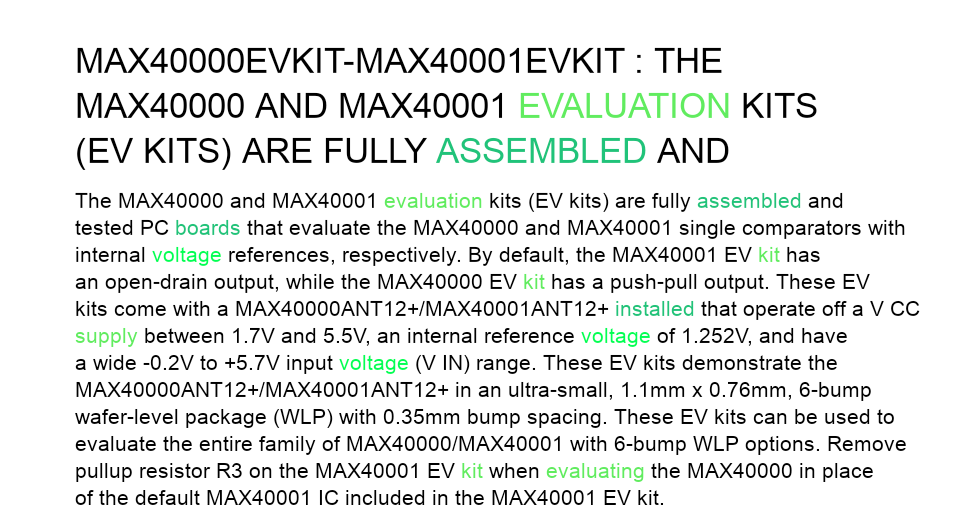 MAX40000EVKIT-MAX40001EVKIT : THE
MAX40000 AND MAX40001 EVALUATION KITS
(EV KITS) ARE FULLY ASSEMBLED AND
The MAX40000 and MAX40001 evaluation kits (EV kits) are fully assembled and
tested PC boards that evaluate the MAX40000 and MAX40001 single comparators with
internal voltage references, respectively. By default, the MAX40001 EV kit has
an open-drain output, while the MAX40000 EV kit has a push-pull output. These EV
kits come with a MAX40000ANT12+/MAX40001ANT12+ installed that operate off a V CC
supply between 1.7V and 5.5V, an internal reference voltage of 1.252V, and have
a wide -0.2V to +5.7V input voltage (V IN) range. These EV kits demonstrate the
MAX40000ANT12+/MAX40001ANT12+ in an ultra-small, 1.1mm x 0.76mm, 6-bump
wafer-level package (WLP) with 0.35mm bump spacing. These EV kits can be used to
evaluate the entire family of MAX40000/MAX40001 with 6-bump WLP options. Remove
pullup resistor R3 on the MAX40001 EV kit when evaluating the MAX40000 in place
of the default MAX40001 IC included in the MAX40001 EV kit.